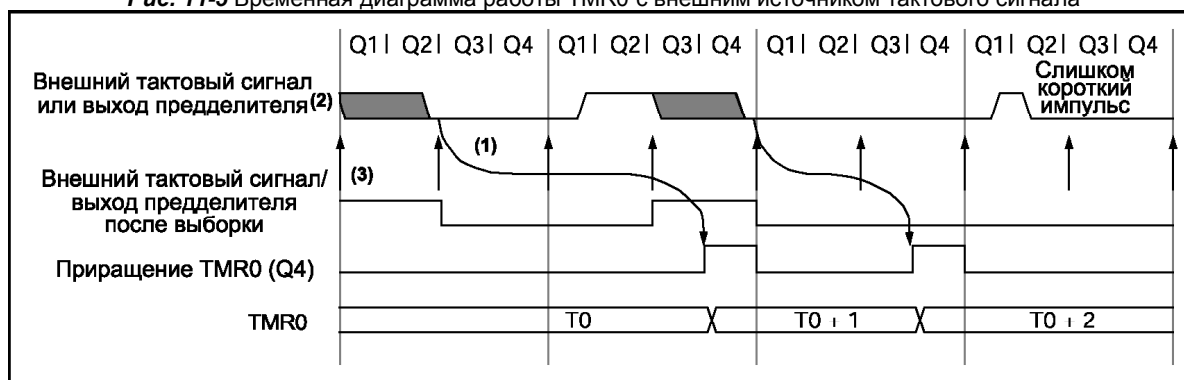 Рис. 11-5 Временная диаграмма работы TMR0 с внешним источником тактового сигнала
Q1| Q2| Q3| Q4 Q1| Q2| Q3| Q4 Q1| Q2| Q3| Q4 Q1| Q2| Q3| Q4
Внешний тактовый сигнал
или выход предделителя(2)
Слишком
короткий
импульс
(1)
(3)
Внешний тактовый сигнал/
выход предделителя
после выборки
Приращение TMR0 (Q4)
TMR0 T0 T0 + 1 T0 + 2